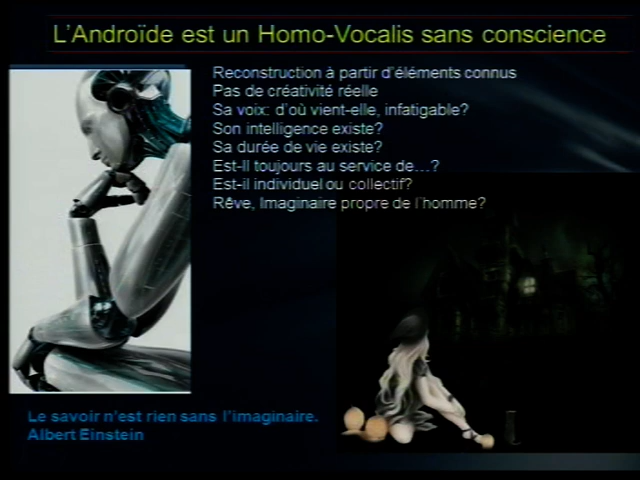 L'Androïde est un Homo-Vocalis sans conscience
Reconstruction à partir d'éléments connus
Pas de créativité réelle
Sa voix: d'où vient-elle, infatigable?
Son intelligence existe?
Sa durée de vie existe?
Est-Il toujours au service de…?
Est-il individuel ou collectif?
Rêve, Imaginaire propre de l'homme?
Le savoir n'est rien sans l'imaginaire.
Albert Einstein